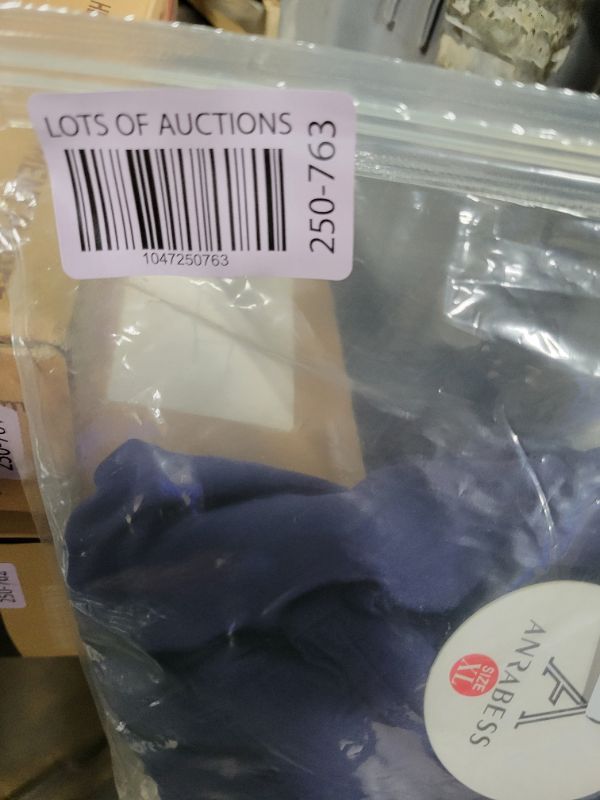 LOTS OF AUCTIONS
250-763
1047250763
SIZE
XL
A
ANRABESS